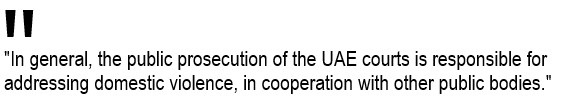 "
"In general, the public prosecution of the UAE courts is responsible for
addressing domestic violence, in cooperation with other public bodies."